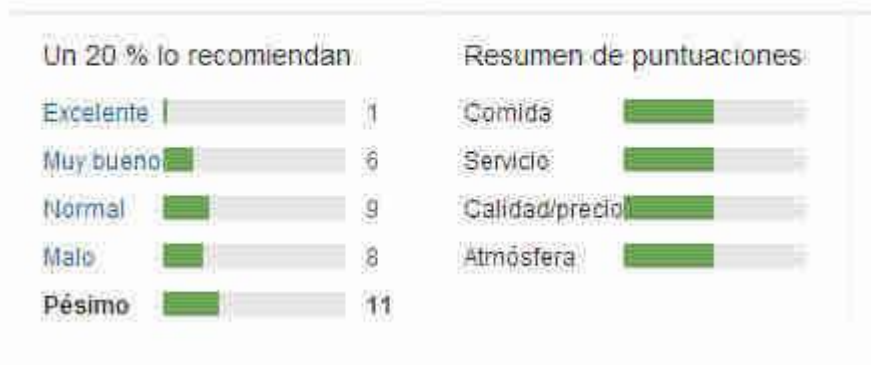 Un 20 % lo recomiendan
Excelente 1
Muy bueno 6
Normal 9
Malo 8
Pésimo 11
Resumen de puntuaciones
Comida
Servicio
Calidad/precio
Atmósfera